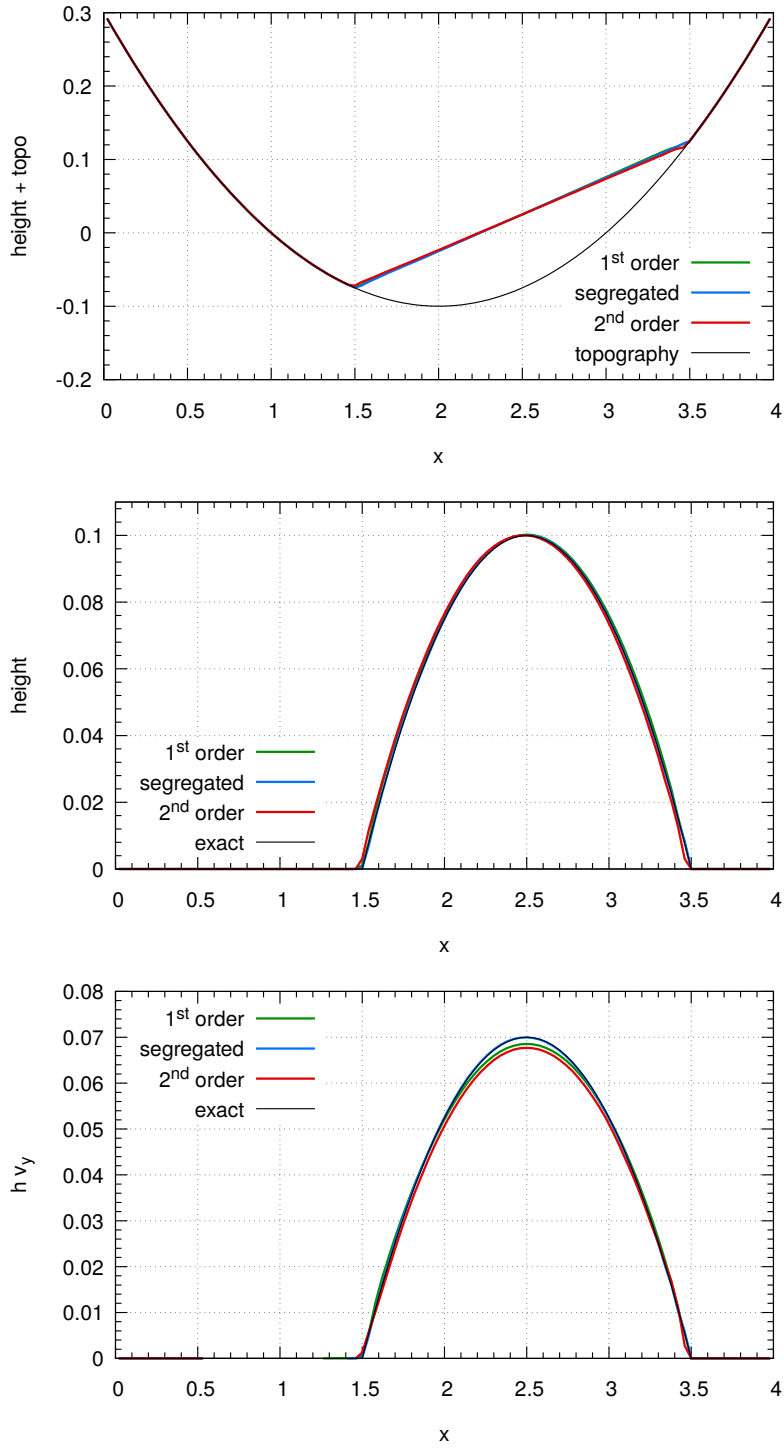 0.3
0.2
0.1
0
-0.1
-0.2
height + topo
1st order
segregated
2nd order
topography
0 0.5 1 1.5 2 2.5 3 3.5 4
x
0.1
0.08
0.06
0.04
0.02
0
height
1st order
segregated
2nd order
exact
0 0.5 1 1.5 2 2.5 3 3.5 4
x
0.08
0.07
0.06
0.05
0.04
0.03
0.02
0.01
0
h vy
1st order
segregated
2nd order
exact
0 0.5 1 1.5 2 2.5 3 3.5 4
x